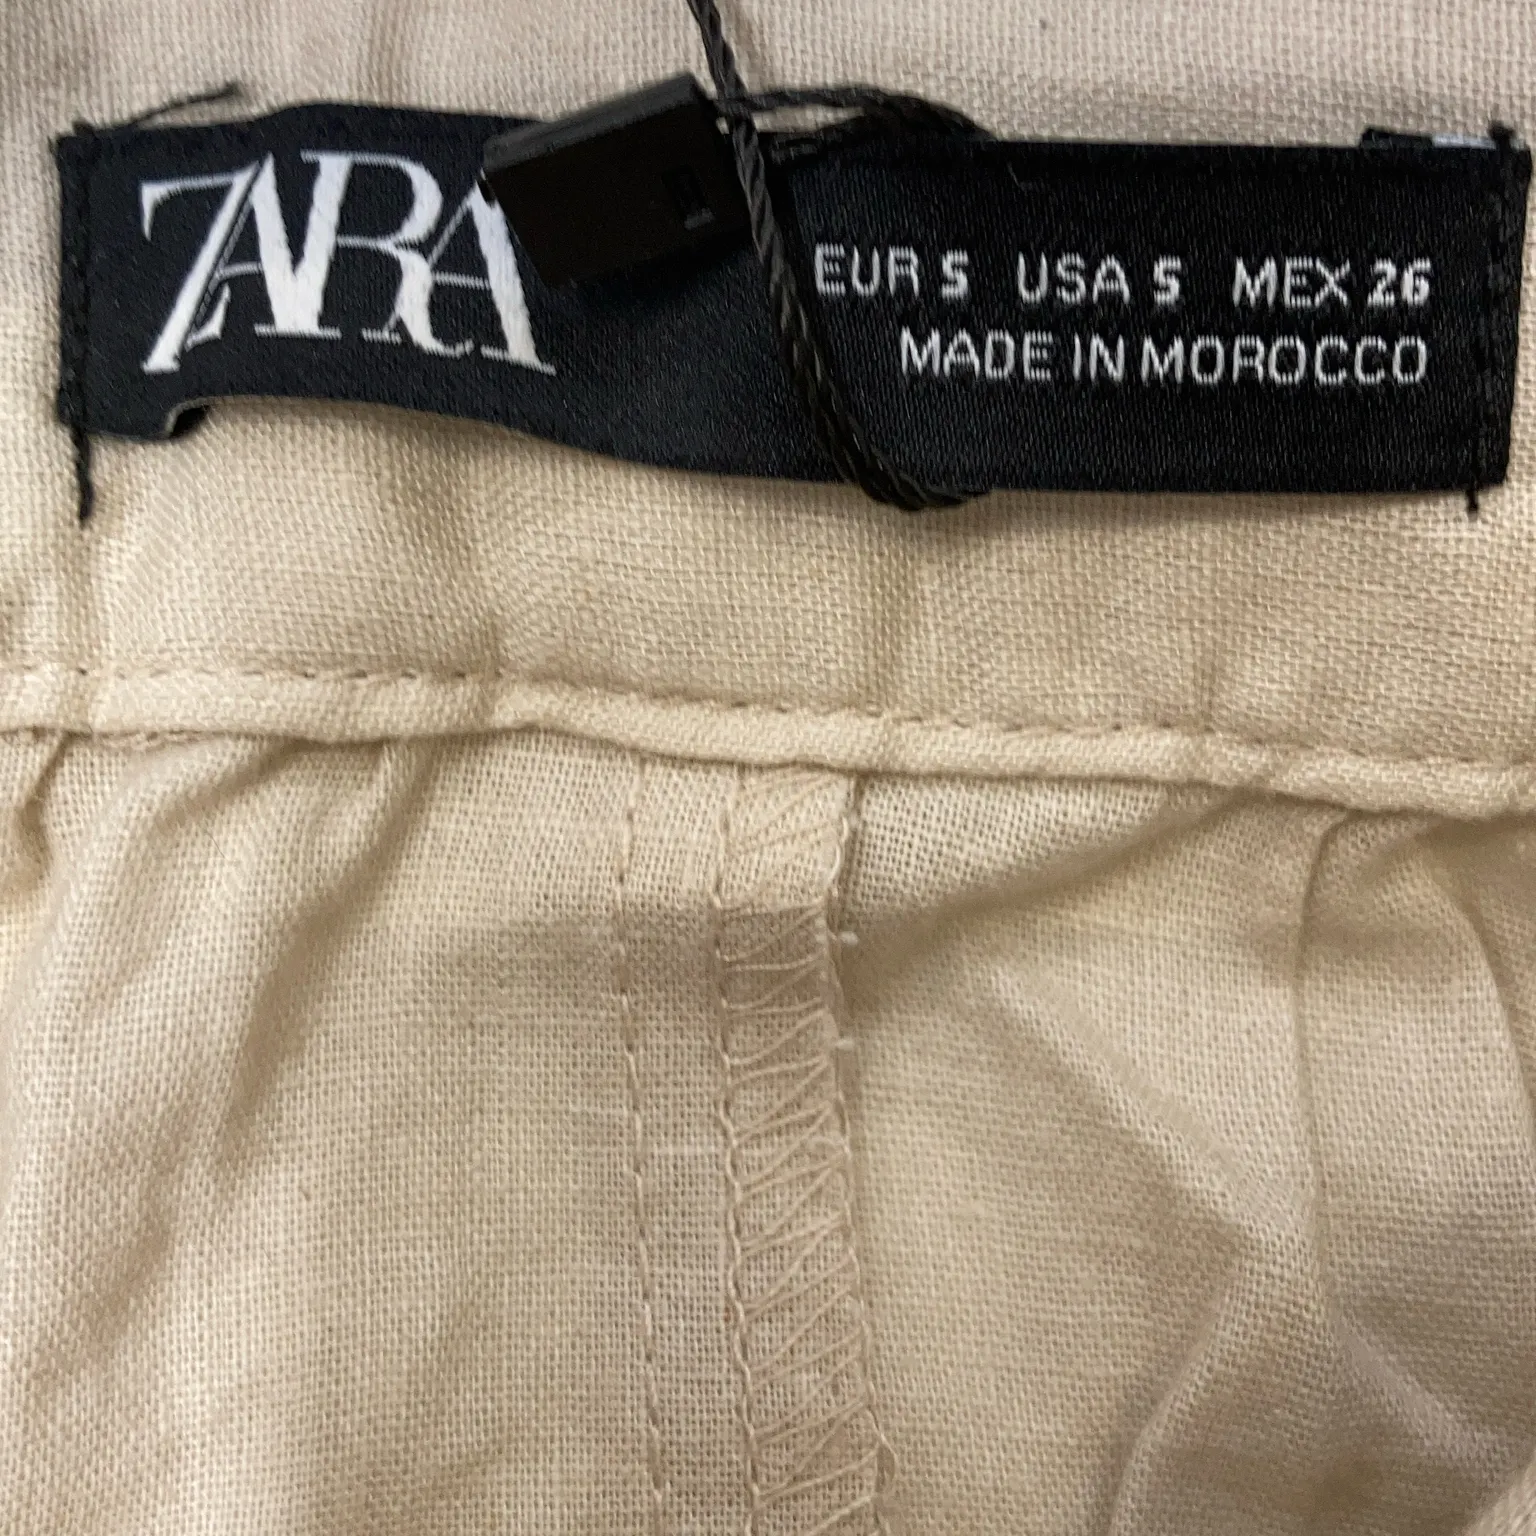 ZARA
EUR S USA S MEX 26
MADE IN MOROCCO